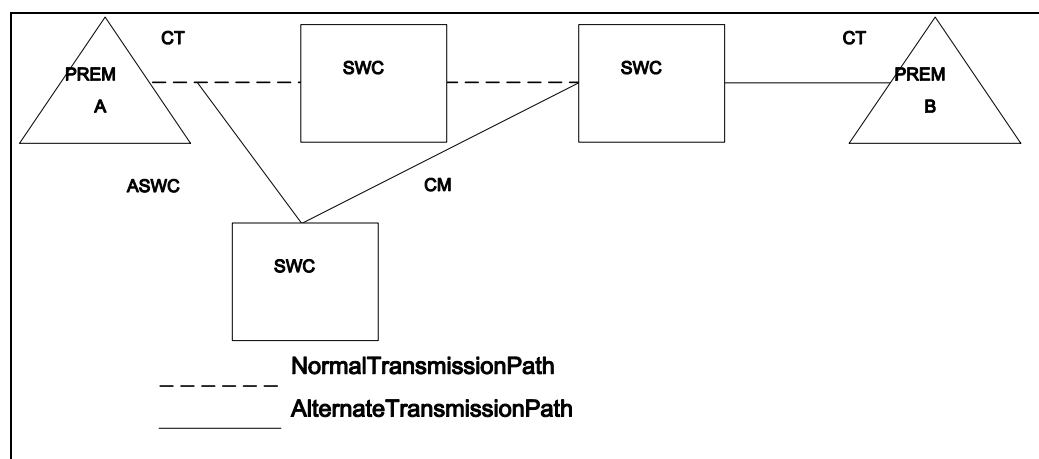 CT
CT
PREM
A
SWC
SWC
PREM
B
ASWC
CM
SWC
NormalTransmissionPath
AlternateTransmissionPath